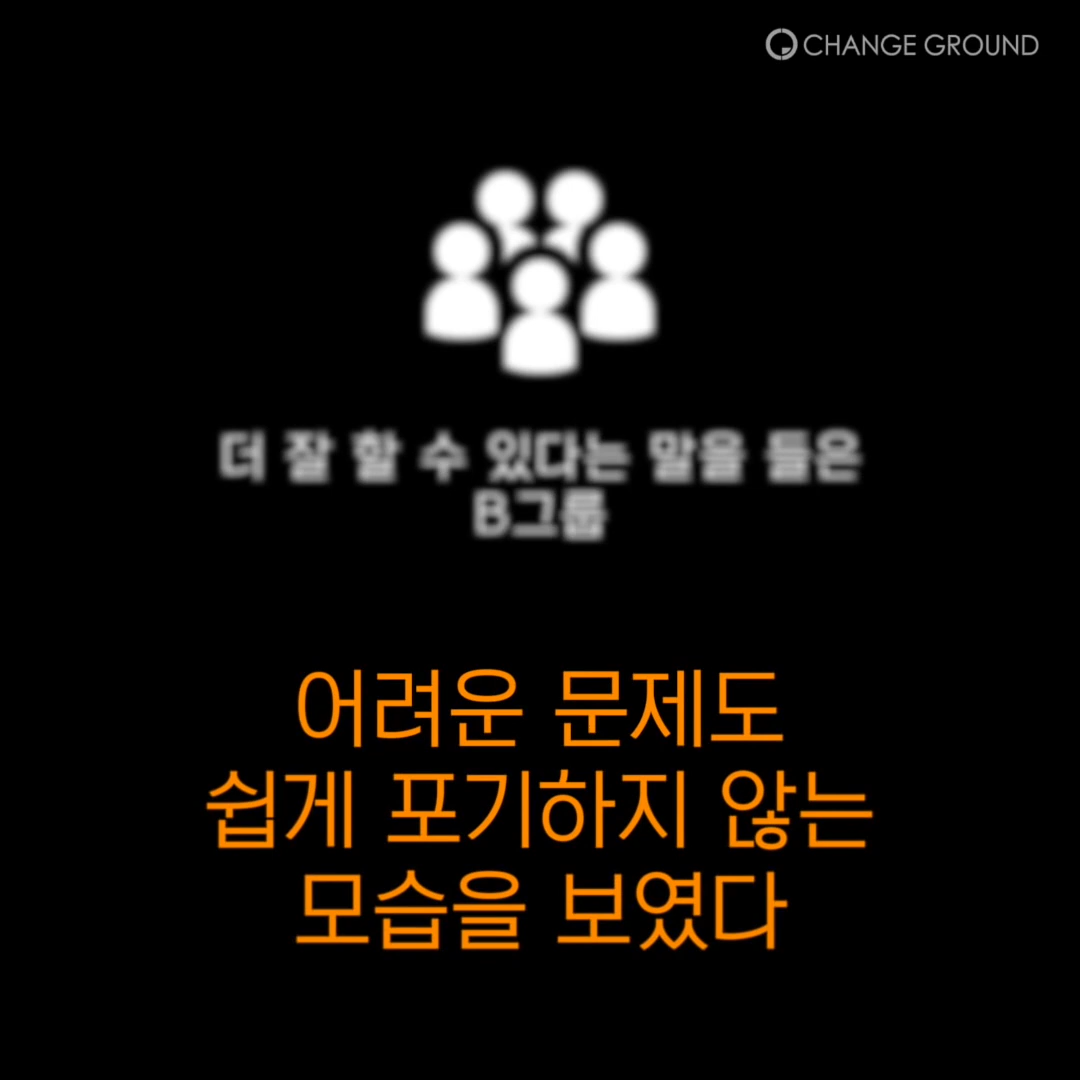 CHANGE GROUND
더 잘 할 수 있다는 말을 들은
B그룹
어려운 문제도
쉽게 포기하지 않는
모습을 보였다